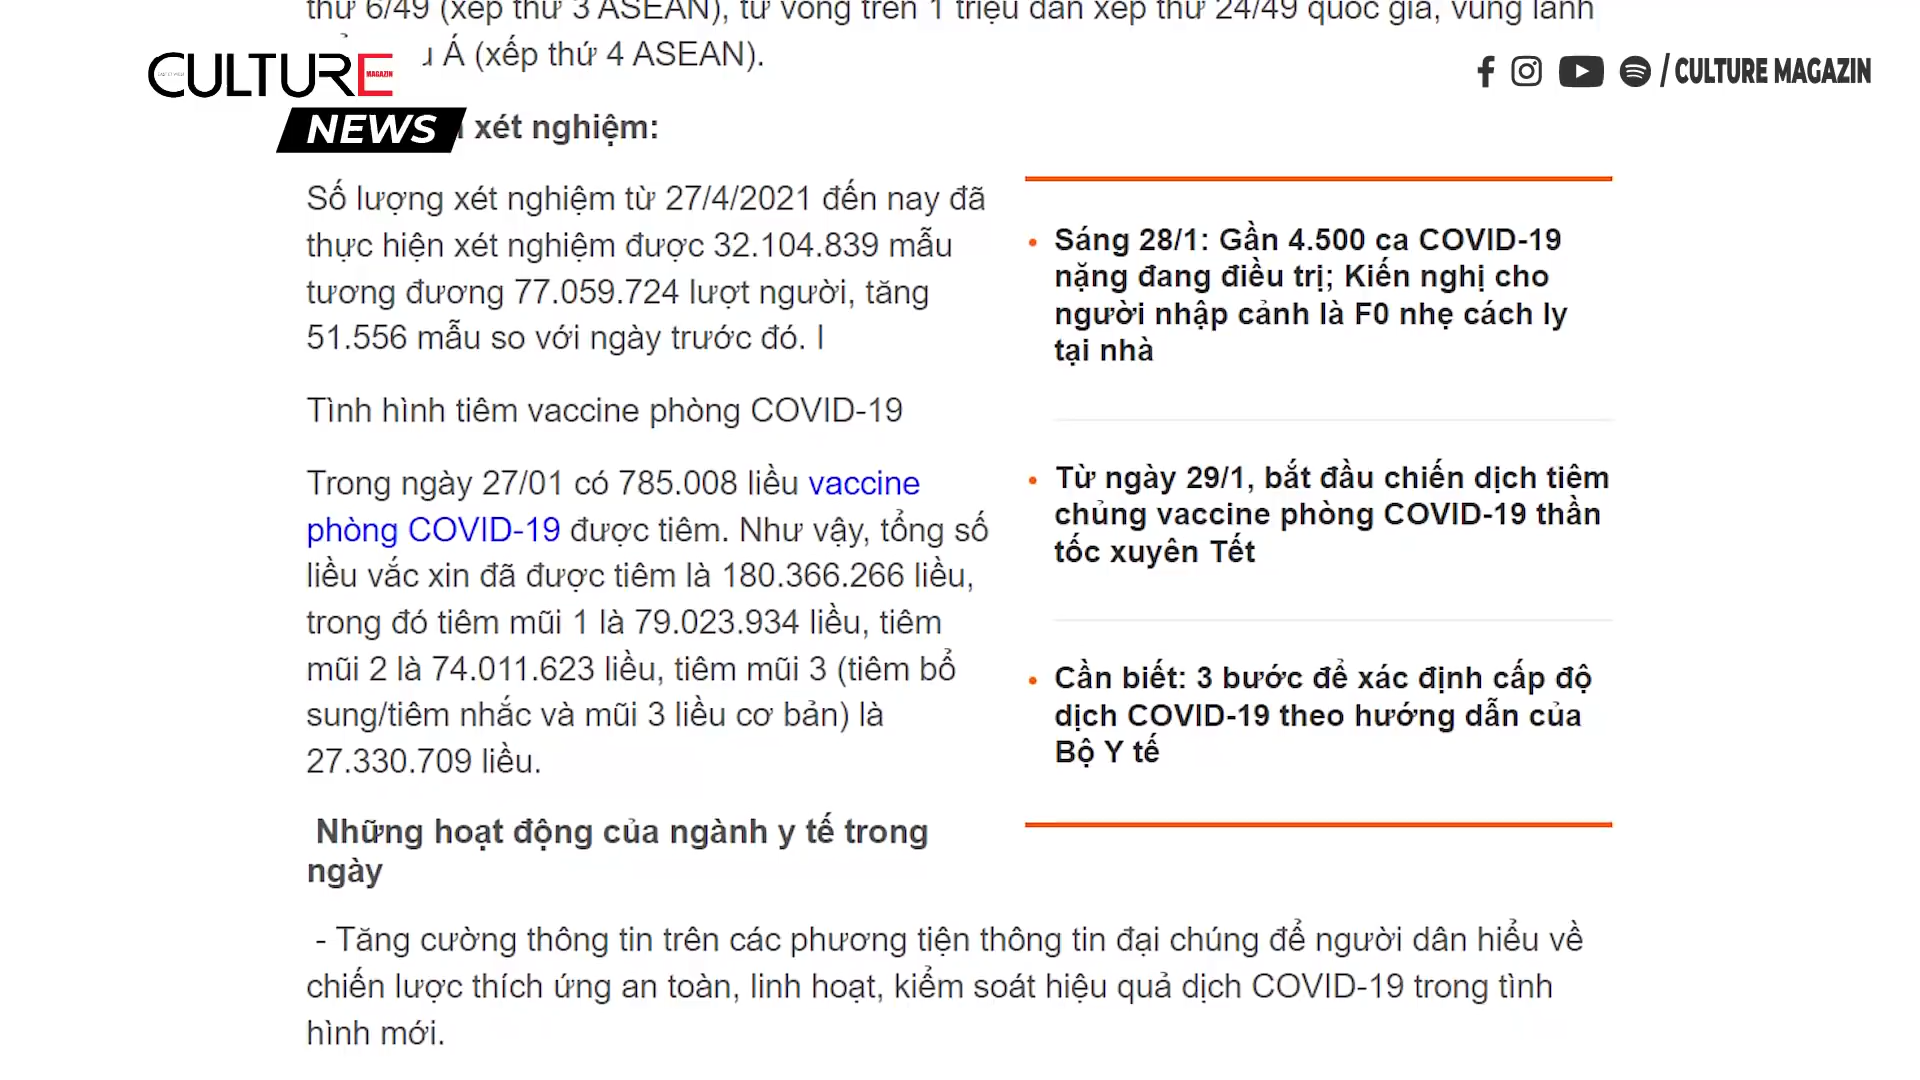 thứ 6/49 (xếp thứ 3 ASEAN), tử vong trên 1 triệu dân xếp thứ 24/49 quốc gia, vùng lãnh
Á (xếp thứ 4 ASEAN).
CULTURE
MAGAZIN
NEWS
/ CULTURE MAGAZIN
xét nghiệm:
Số lượng xét nghiệm từ 27/4/2021 đến nay đã
thực hiện xét nghiệm được 32.104.839 mẫu
tương đương 77.059.724 lượt người, tăng
51.556 mẫu so với ngày trước đó. I
Tình hình tiêm vaccine phòng COVID-19
Trong ngày 27/01 có 785.008 liều vaccine
phòng COVID-19 được tiêm. Như vậy, tổng số
liều vắc xin đã được tiêm là 180.366.266 liều,
trong đó tiêm mũi 1 là 79.023.934 liều, tiêm
mũi 2 là 74.011.623 liều, tiêm mũi 3 (tiêm bổ
sung/tiêm nhắc và mũi 3 liều cơ bản) là
27.330.709 liều.
Những hoạt động của ngành y tế trong
ngày
- Tăng cường thông tin trên các phương tiện thông tin đại chúng để người dân hiểu về
chiến lược thích ứng an toàn, linh hoạt, kiểm soát hiệu quả dịch COVID-19 trong tình
hình mới.
• Sáng 28/1: Gần 4.500 ca COVID-19
nặng đang điều trị; Kiến nghị cho
người nhập cảnh là F0 nhẹ cách ly
tại nhà
• Từ ngày 29/1, bắt đầu chiến dịch tiêm
chủng vaccine phòng COVID-19 thần
tốc xuyên Tết
• Cần biết: 3 bước để xác định cấp độ
dịch COVID-19 theo hướng dẫn của
Bộ Y tế